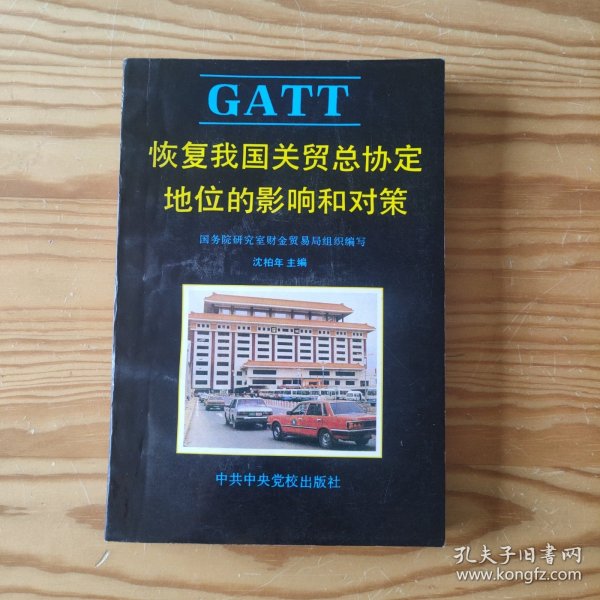 GATT
恢复我国关贸总协定
地位的影响和对策
国务院研究室财金贸易局组织编写
沈柏年 主编
中共中央党校出版社
孔夫子旧书网
www.kongfz.com